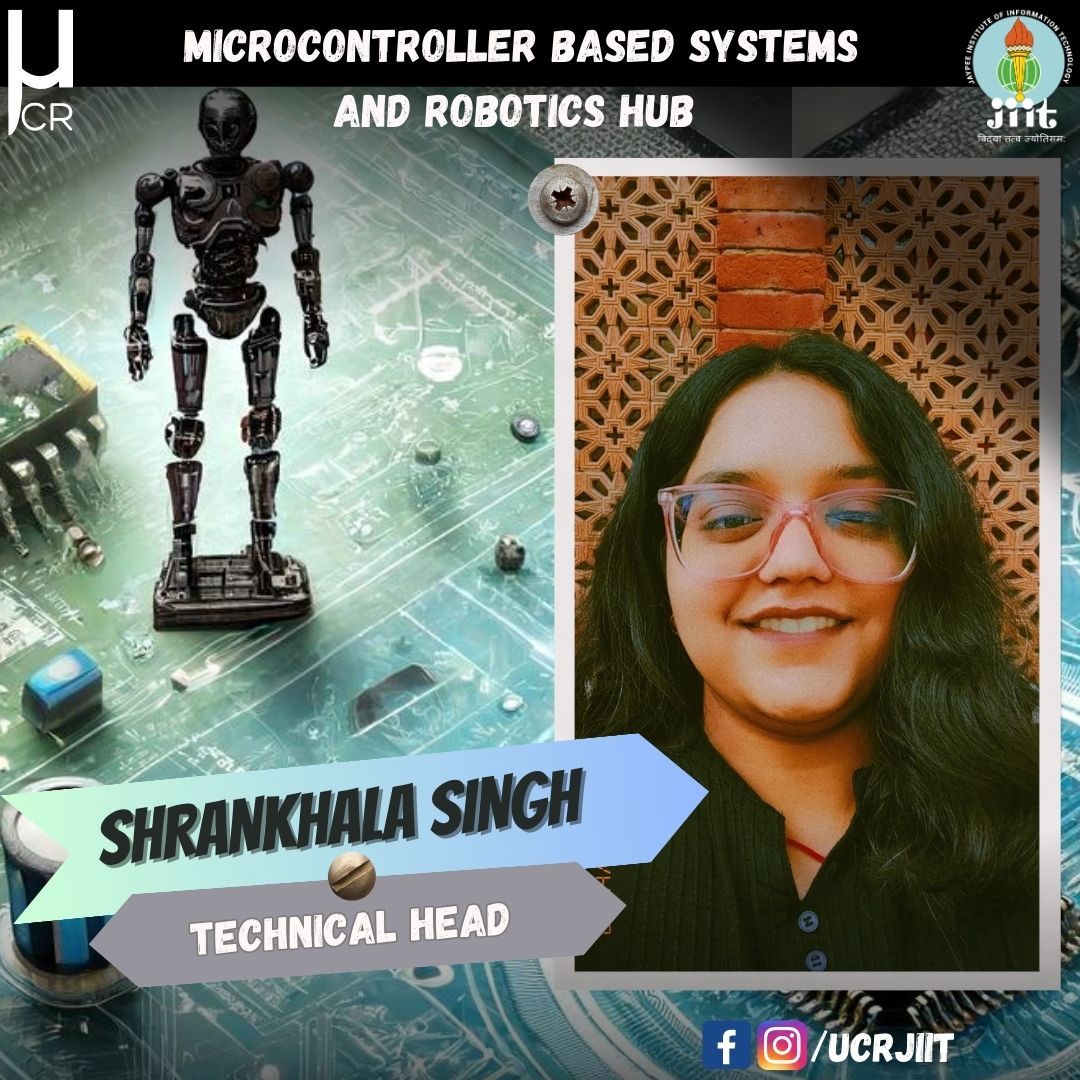 μ
CR
MICROCONTROLLER BASED SYSTEMS
AND ROBOTICS HUB
JAYPEE INSTITUTE OF INFORMATION TECHNOLOGY
jiit
विद्या तत्व ज्योतिसम:
SHRANKHALA SINGH
TECHNICAL HEAD
/UCRJIIT